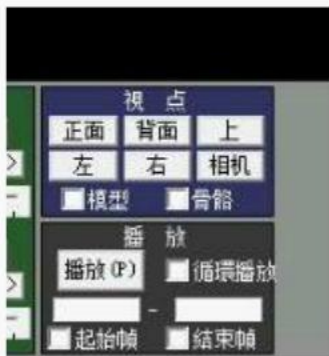 視 点
正面 背面 上
左 右 相机
模型 骨骼
播 放
播放(P) 循環播放
-
起始帧 結束帧